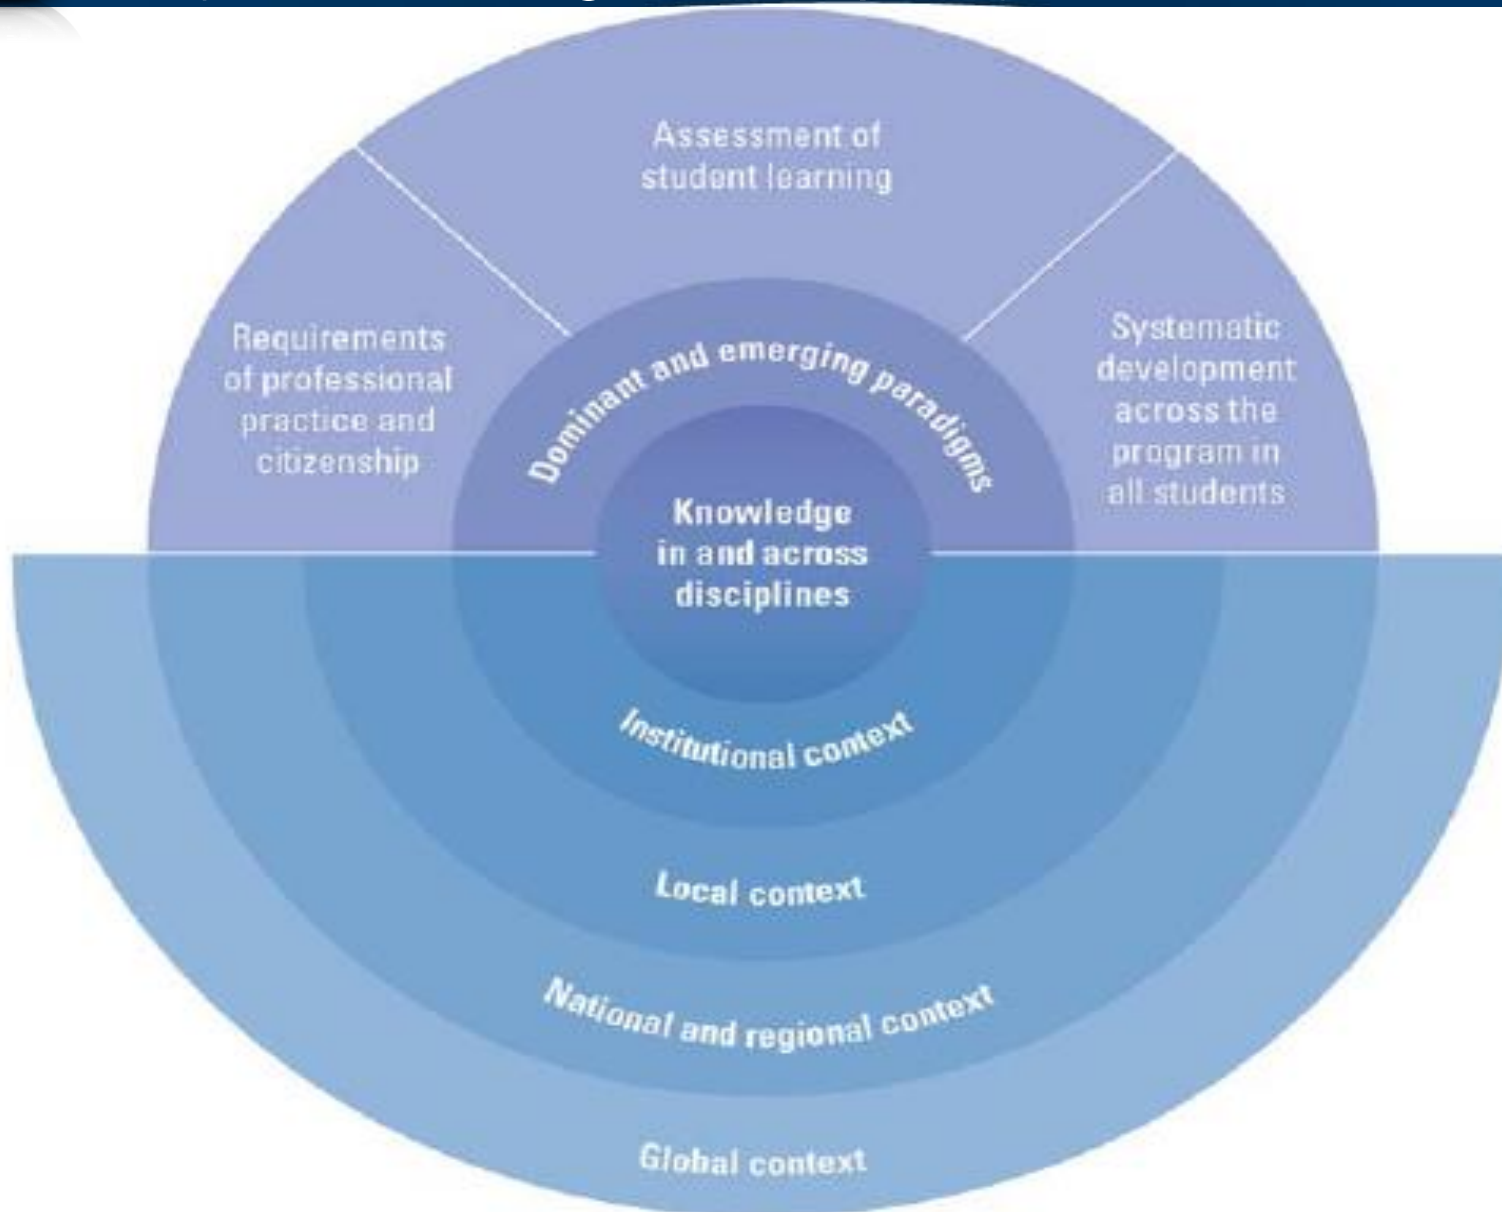 Assessment of
student learning
Requirements
of professional
practice and
citizenship
Dominant and emerging paradigms
Systematic
development
across the
program in
all students
Knowledge
in and across
disciplines
Institutional context
Local context
National and regional context
Global context